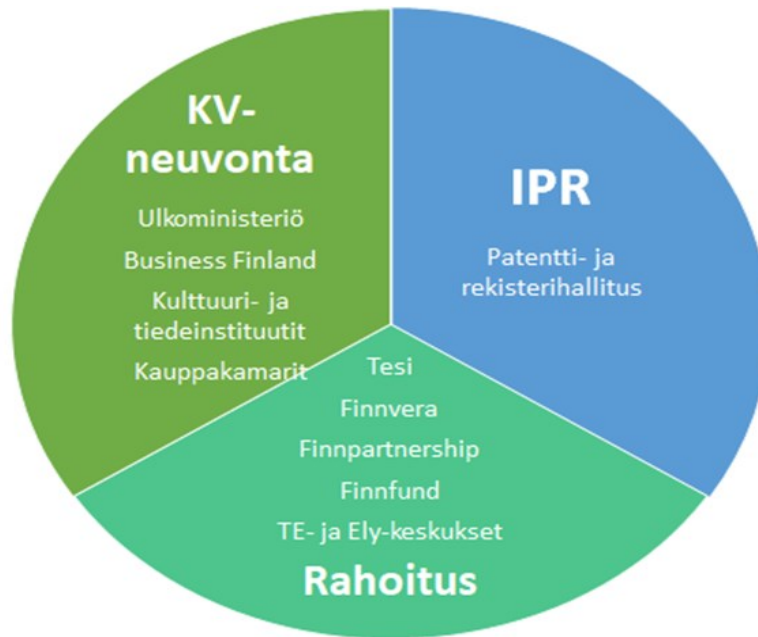 KV-
neuvonta
Ulkoministeriö
Business Finland
Kulttuuri- ja
tiedeinstituutit
Kauppakamarit
IPR
Patentti- ja
rekisterihallitus
Tesi
Finnvera
Finnpartnership
Finnfund
TE- ja Ely-keskukset
Rahoitus